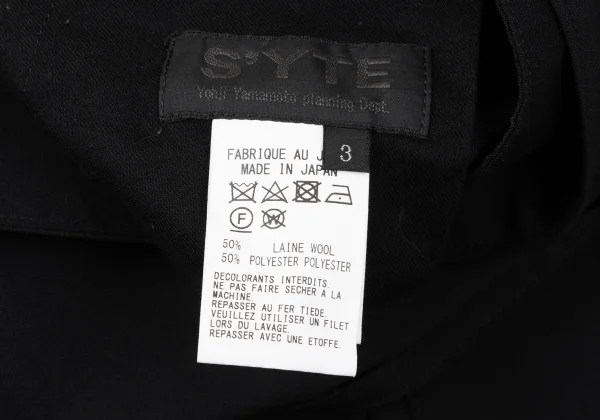 S'YTE
Yohji Yamamoto planning Dept.
3
FABRIQUE AU J
MADE IN JAPAN
F
W
50% LAINE WOOL
50% POLYESTER POLYESTER
DECOLORANTS INTERDITS.
NE PAS FAIRE SECHER A LA
MACHINE.
REPASSER AU FER TIEDE.
VEUILLEZ UTILISER UN FILET
LORS DU LAVAGE.
REPASSER AVEC UNE ETOFFE.